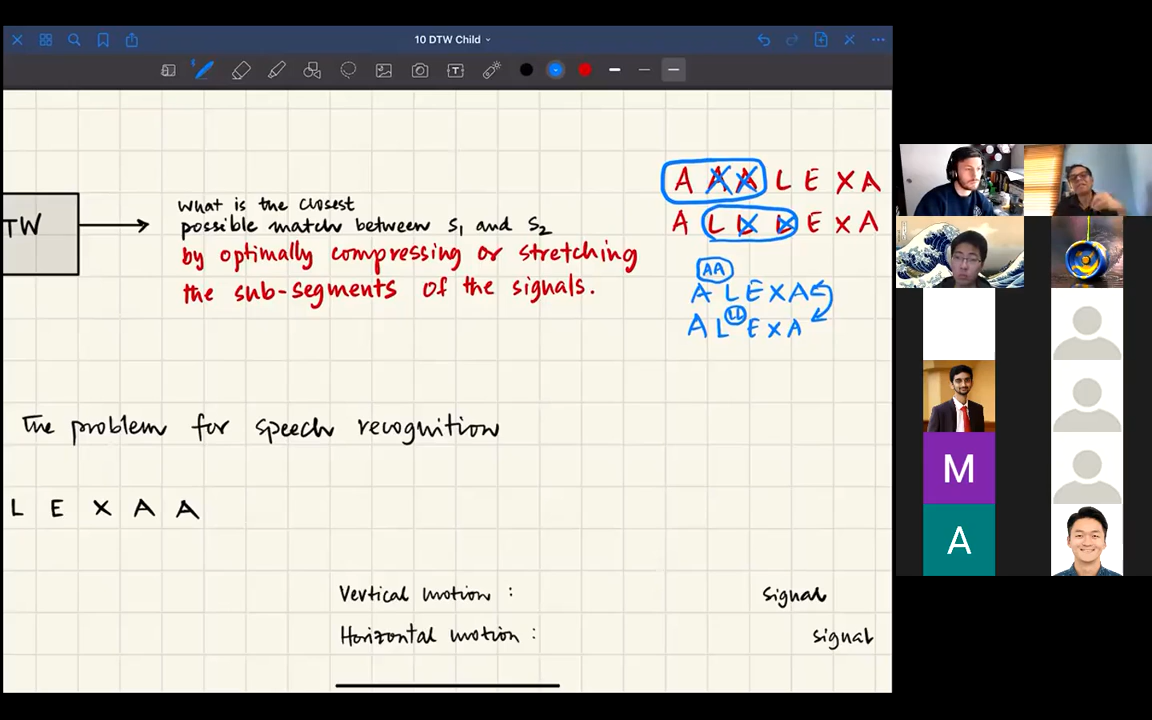 10 DTW Child
TW
what is the closest
possible match between S1 and S2
by optimally compressing or stretching
the sub-segments of the signals.
A A A L E X A
A L L L E X A
AA
A L E X A
A L LL E X A
The problem for speech recognition
L E X A A
Vertical motion :
signal
Horizontal motion :
signal
M
A